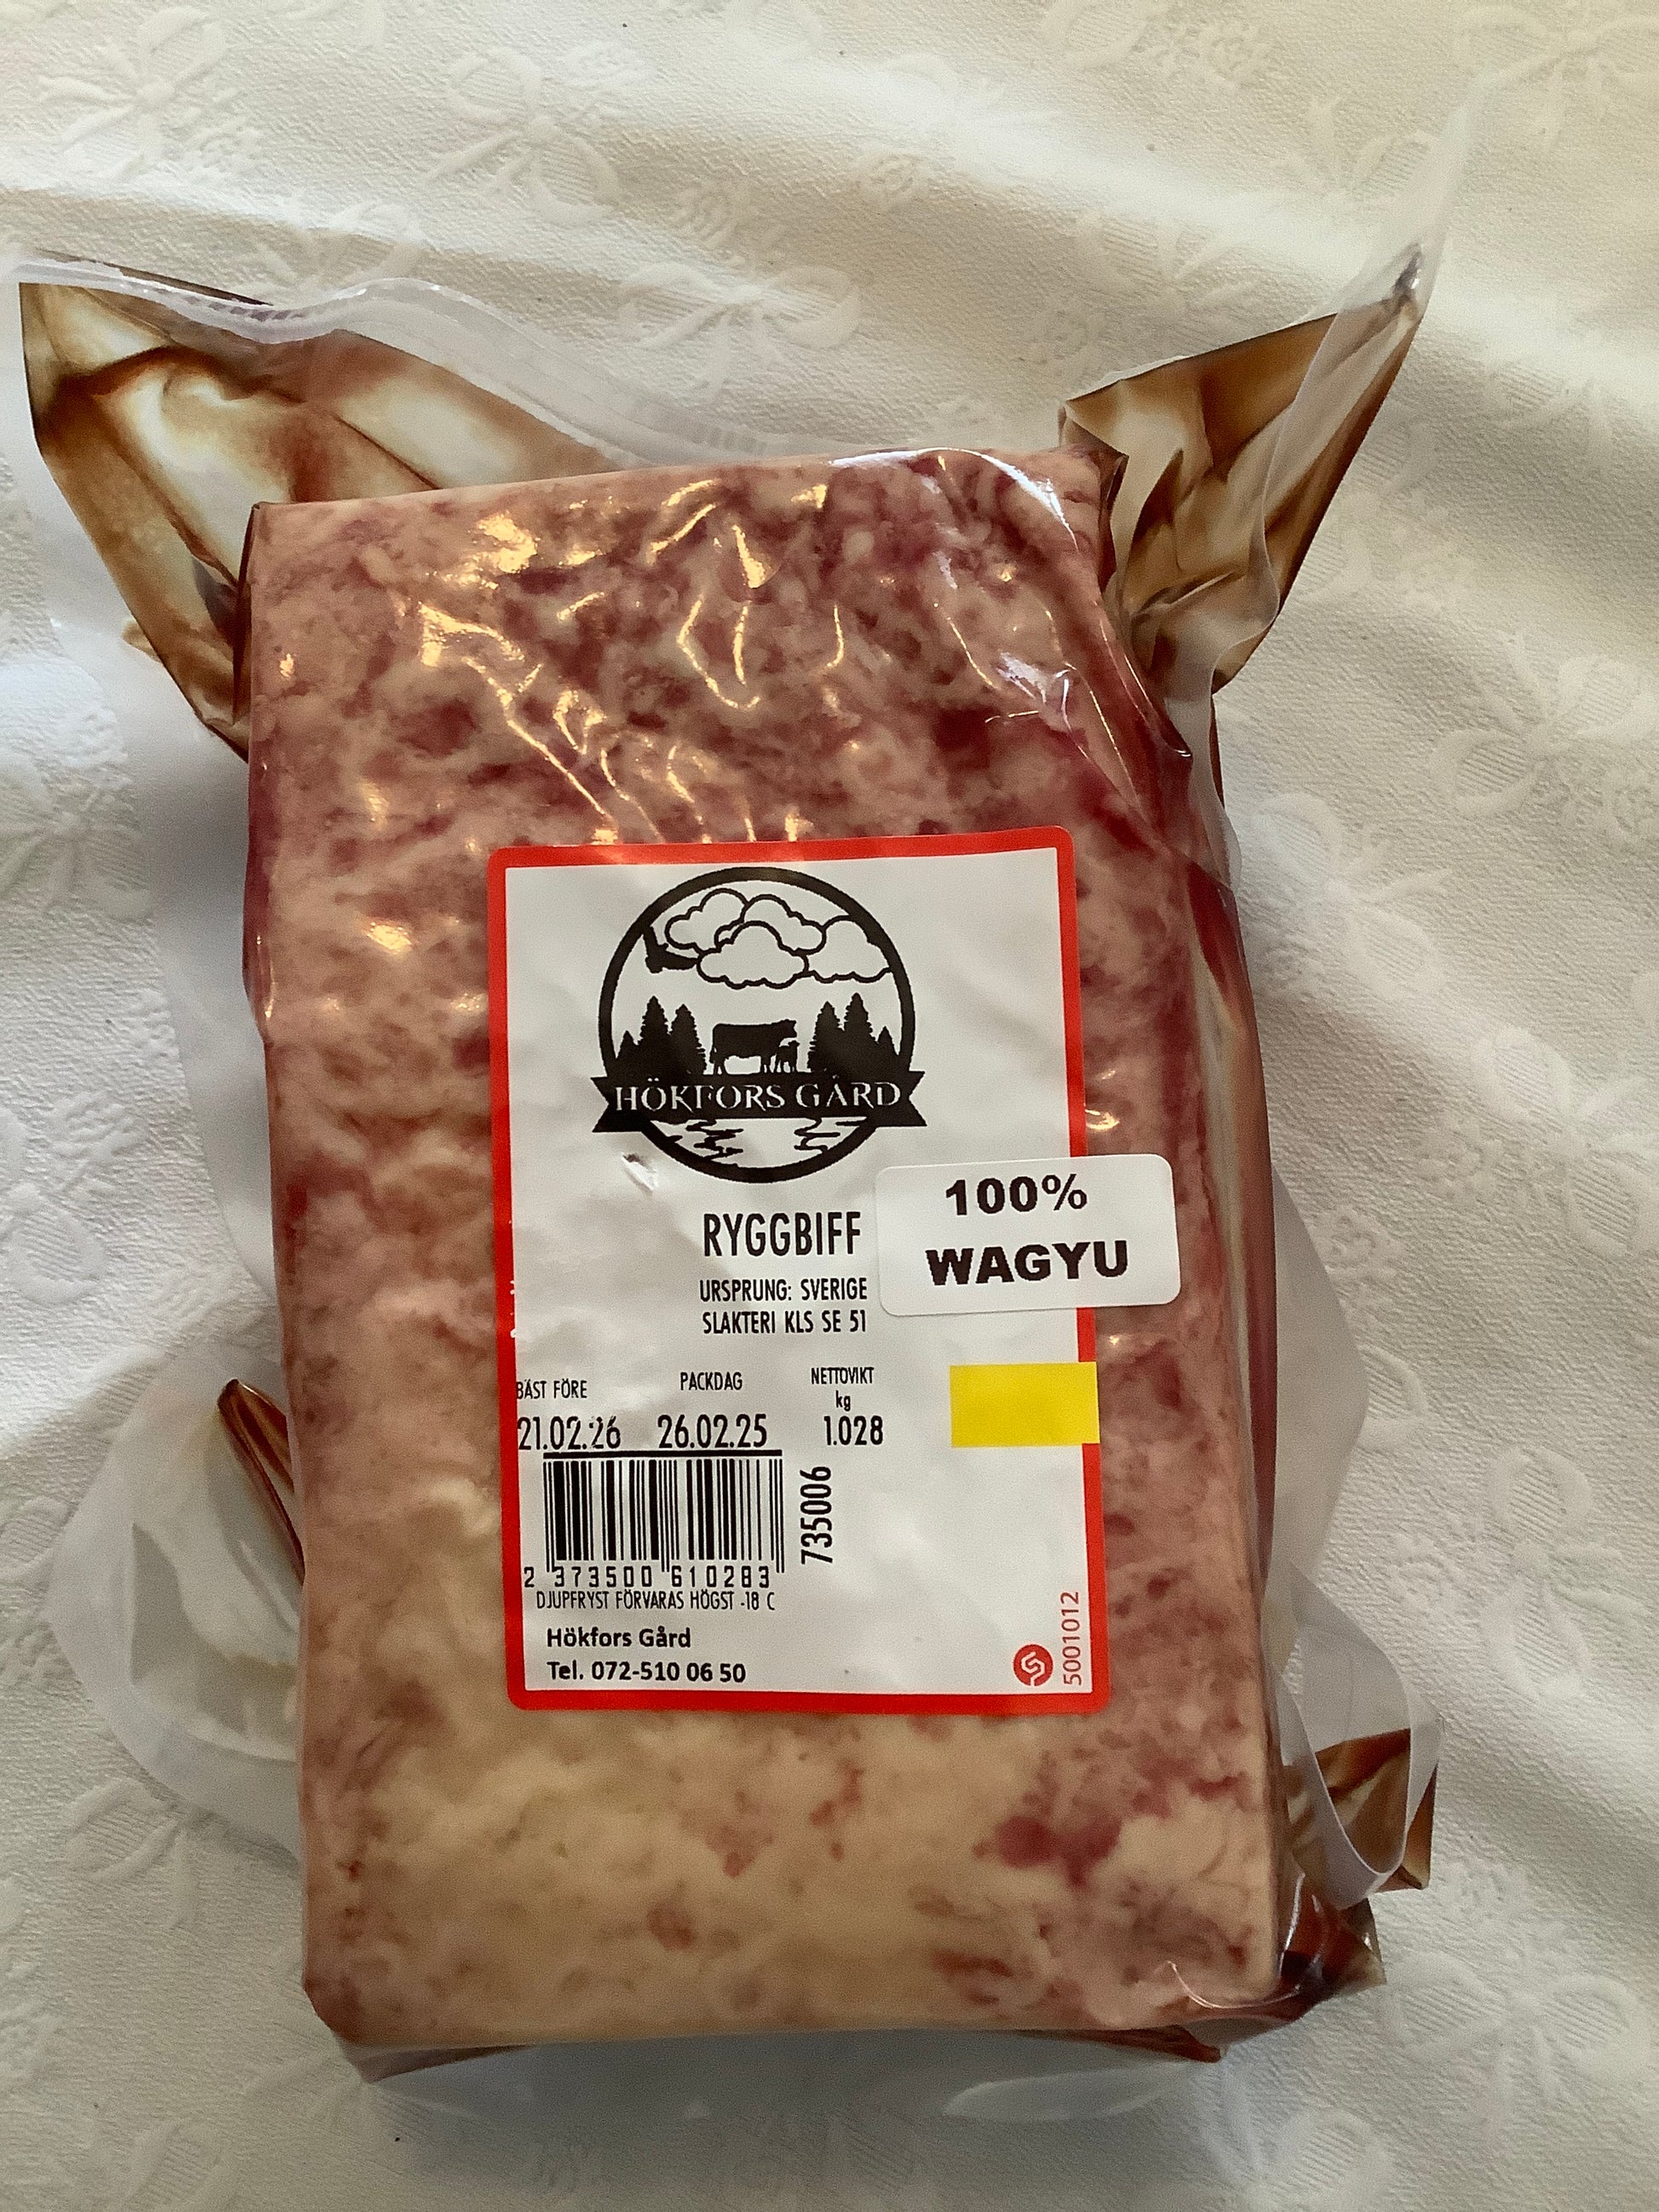 HÖKFORS GÅRD
RYGGBIFF
100%
WAGYU
URSPRUNG: SVERIGE
SLAKTERI KLS SE 51
BÄST FÖRE PACKDAG NETTOVIKT
kg
21.02.26 26.02.25 1.028
735006
2 373500 610283
DJUPFRYST FÖRVARAS HÖGST -18 C
Hökfors Gård
Tel. 072-510 06 50
5001012